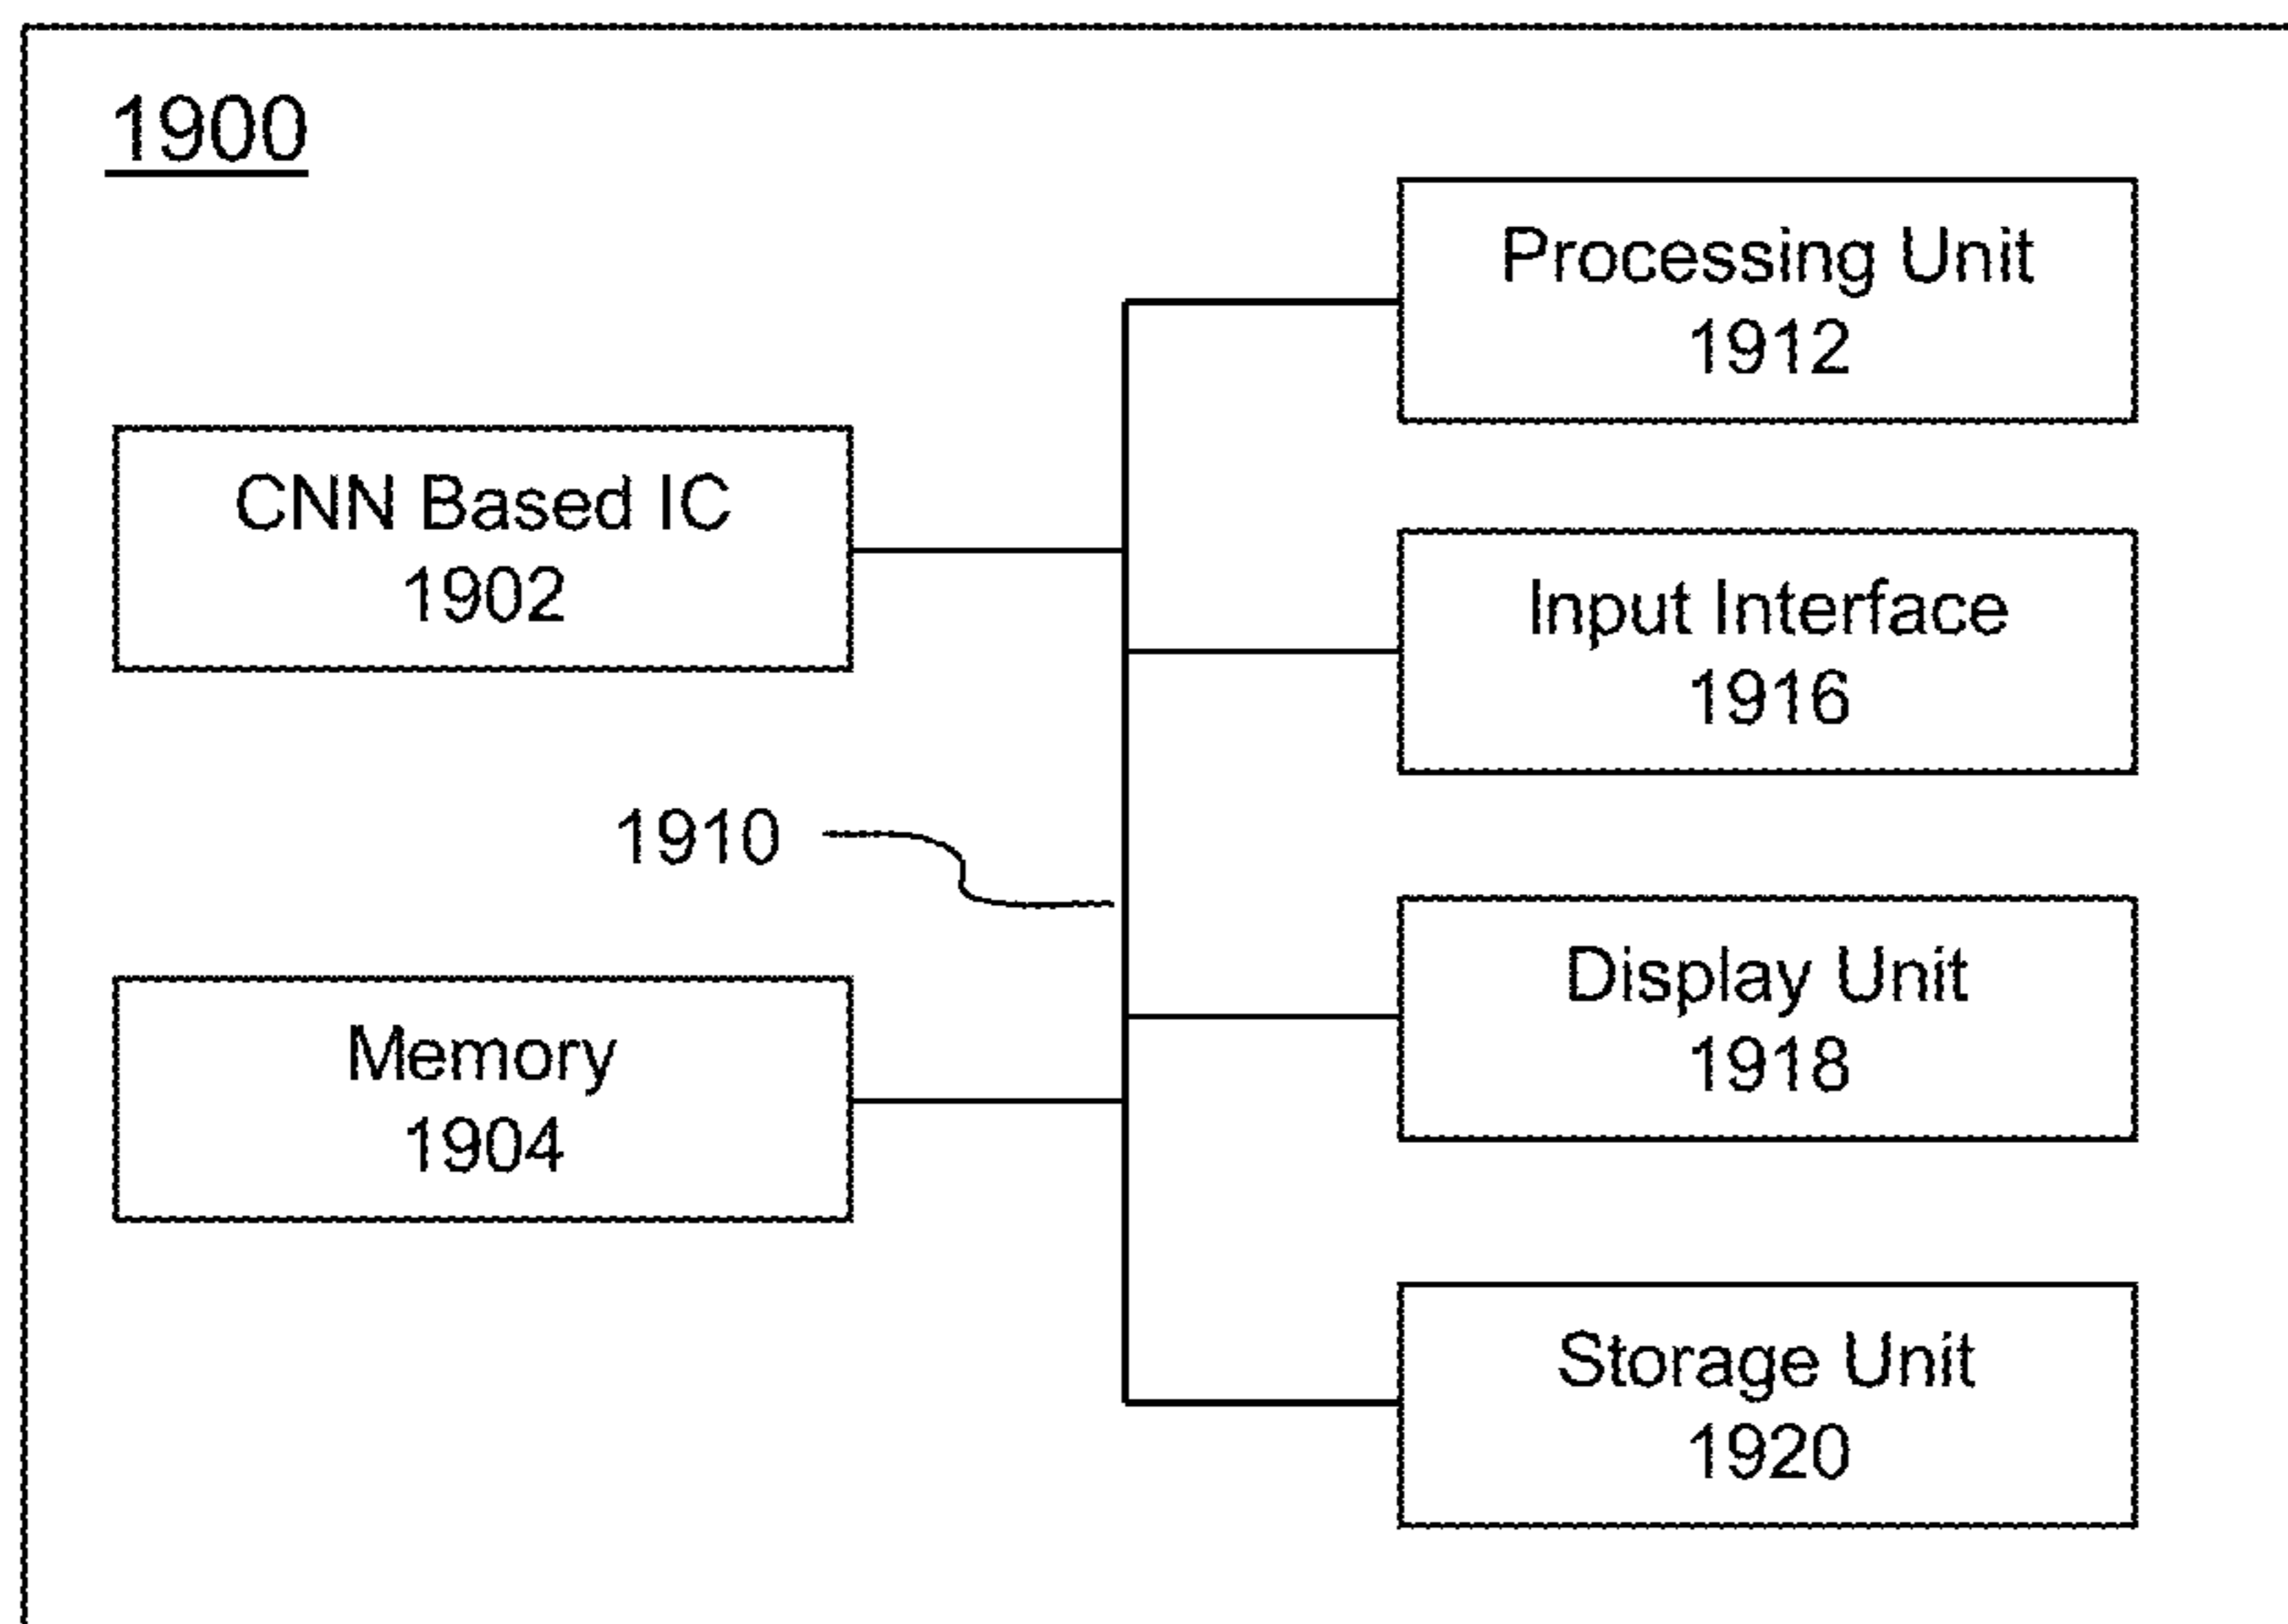 1900
Processing Unit
1912
CNN Based IC
1902
Input Interface
1916
1910
Display Unit
1918
Memory
1904
Storage Unit
1920